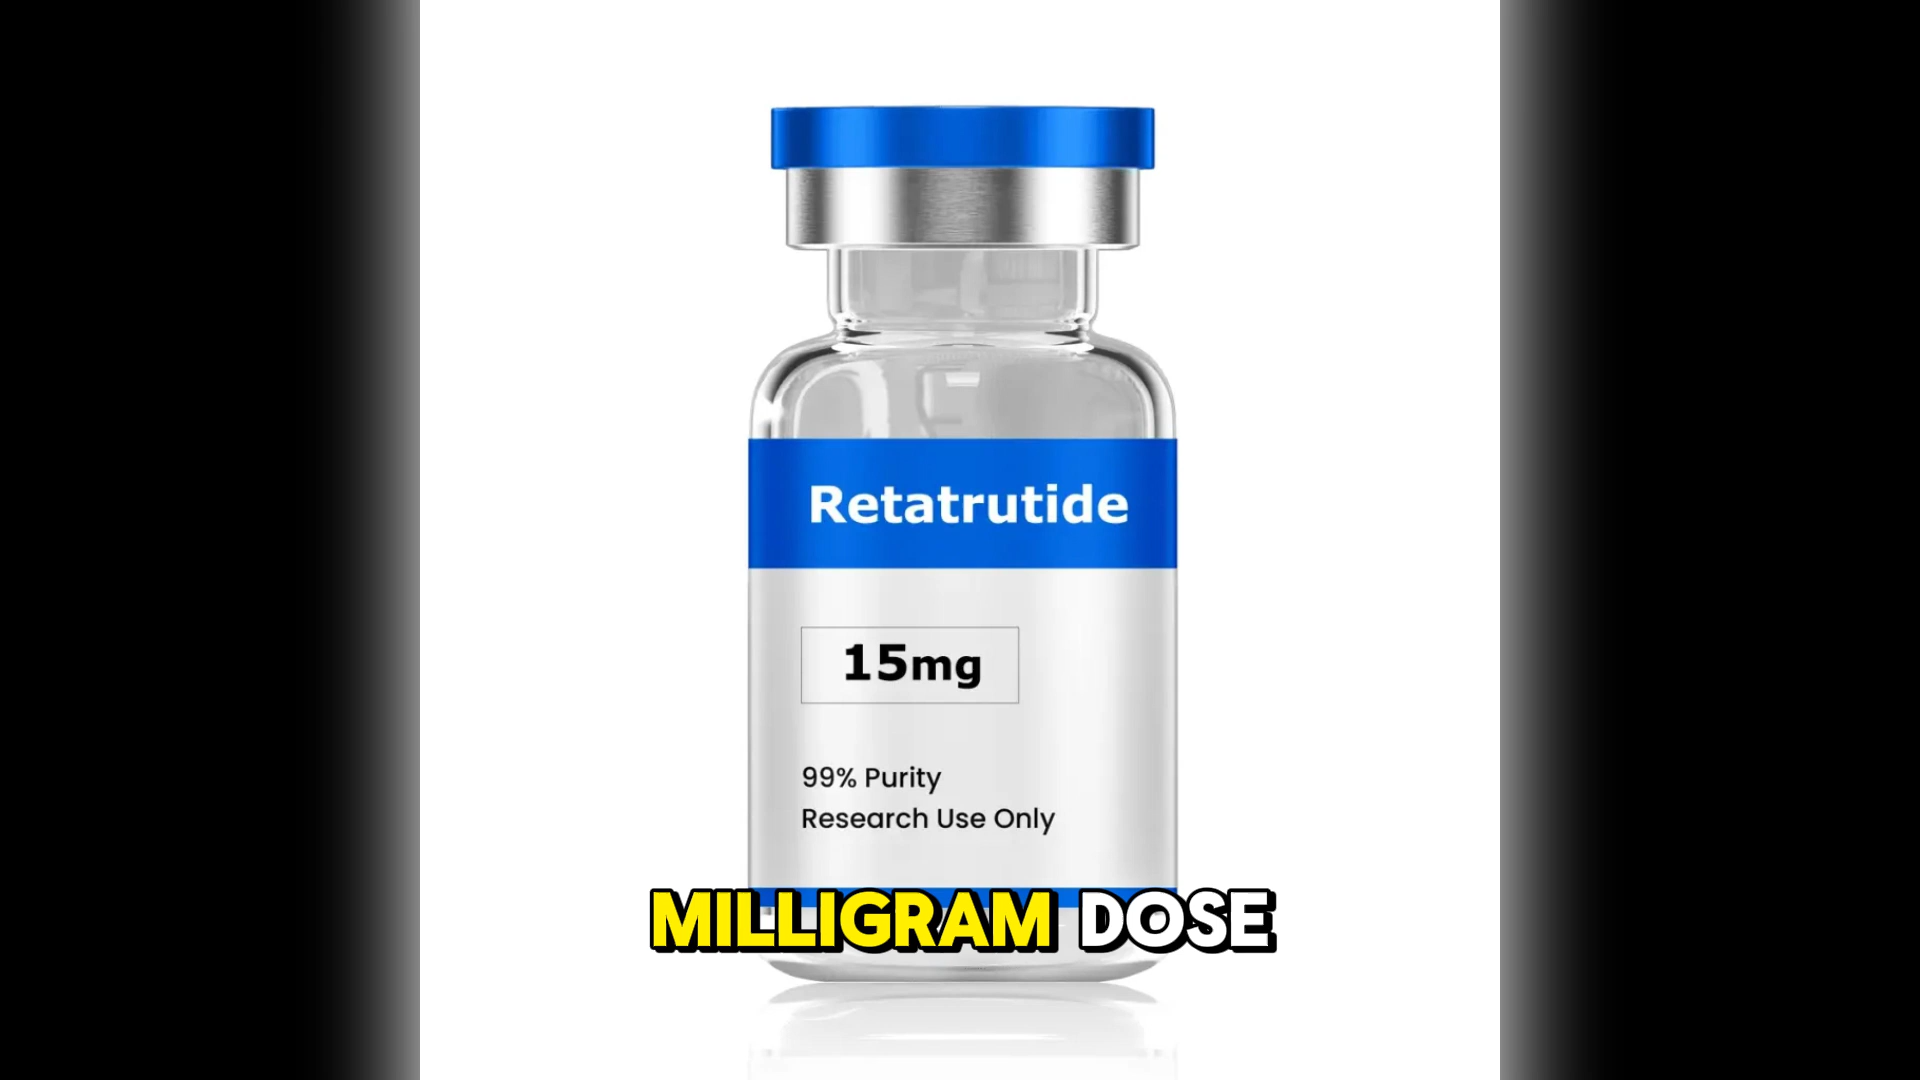 Retatrutide
15mg
99% Purity
Research Use Only
MILLIGRAM DOSE